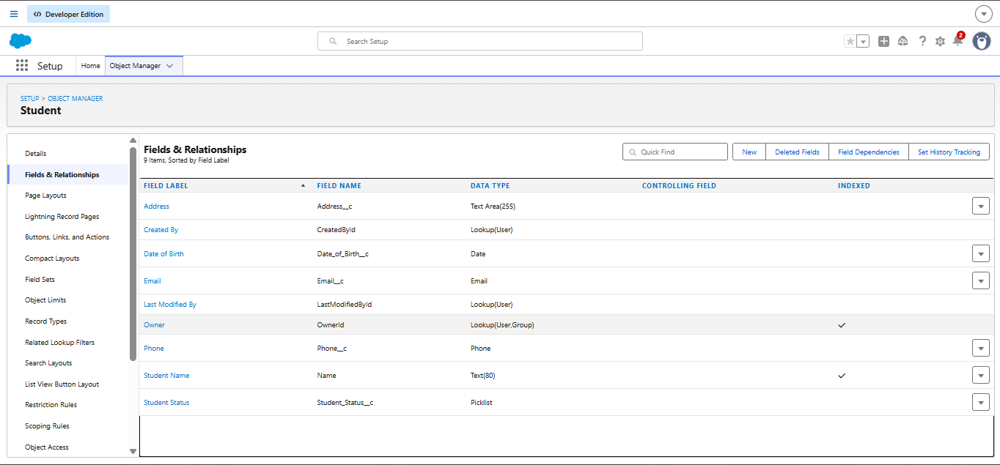 Developer Edition
Search Setup
2
Setup
Home
Object Manager
SETUP > OBJECT MANAGER
Student
Details
Fields & Relationships
Page Layouts
Lightning Record Pages
Buttons, Links, and Actions
Compact Layouts
Field Sets
Object Limits
Record Types
Related Lookup Filters
Search Layouts
List View Button Layout
Restriction Rules
Scoping Rules
Object Access
Fields & Relationships
9 Items, Sorted by Field Label
Quick Find
New
Deleted Fields
Field Dependencies
Set History Tracking
FIELD LABEL FIELD NAME DATA TYPE CONTROLLING FIELD INDEXED
Address Address__c Text Area(255)
Created By CreatedById Lookup(User)
Date of Birth Date_of_Birth__c Date
Email Email__c Email
Last Modified By LastModifiedById Lookup(User)
Owner OwnerId Lookup(User,Group)
Phone Phone__c Phone
Student Name Name Text(80)
Student Status Student_Status__c Picklist